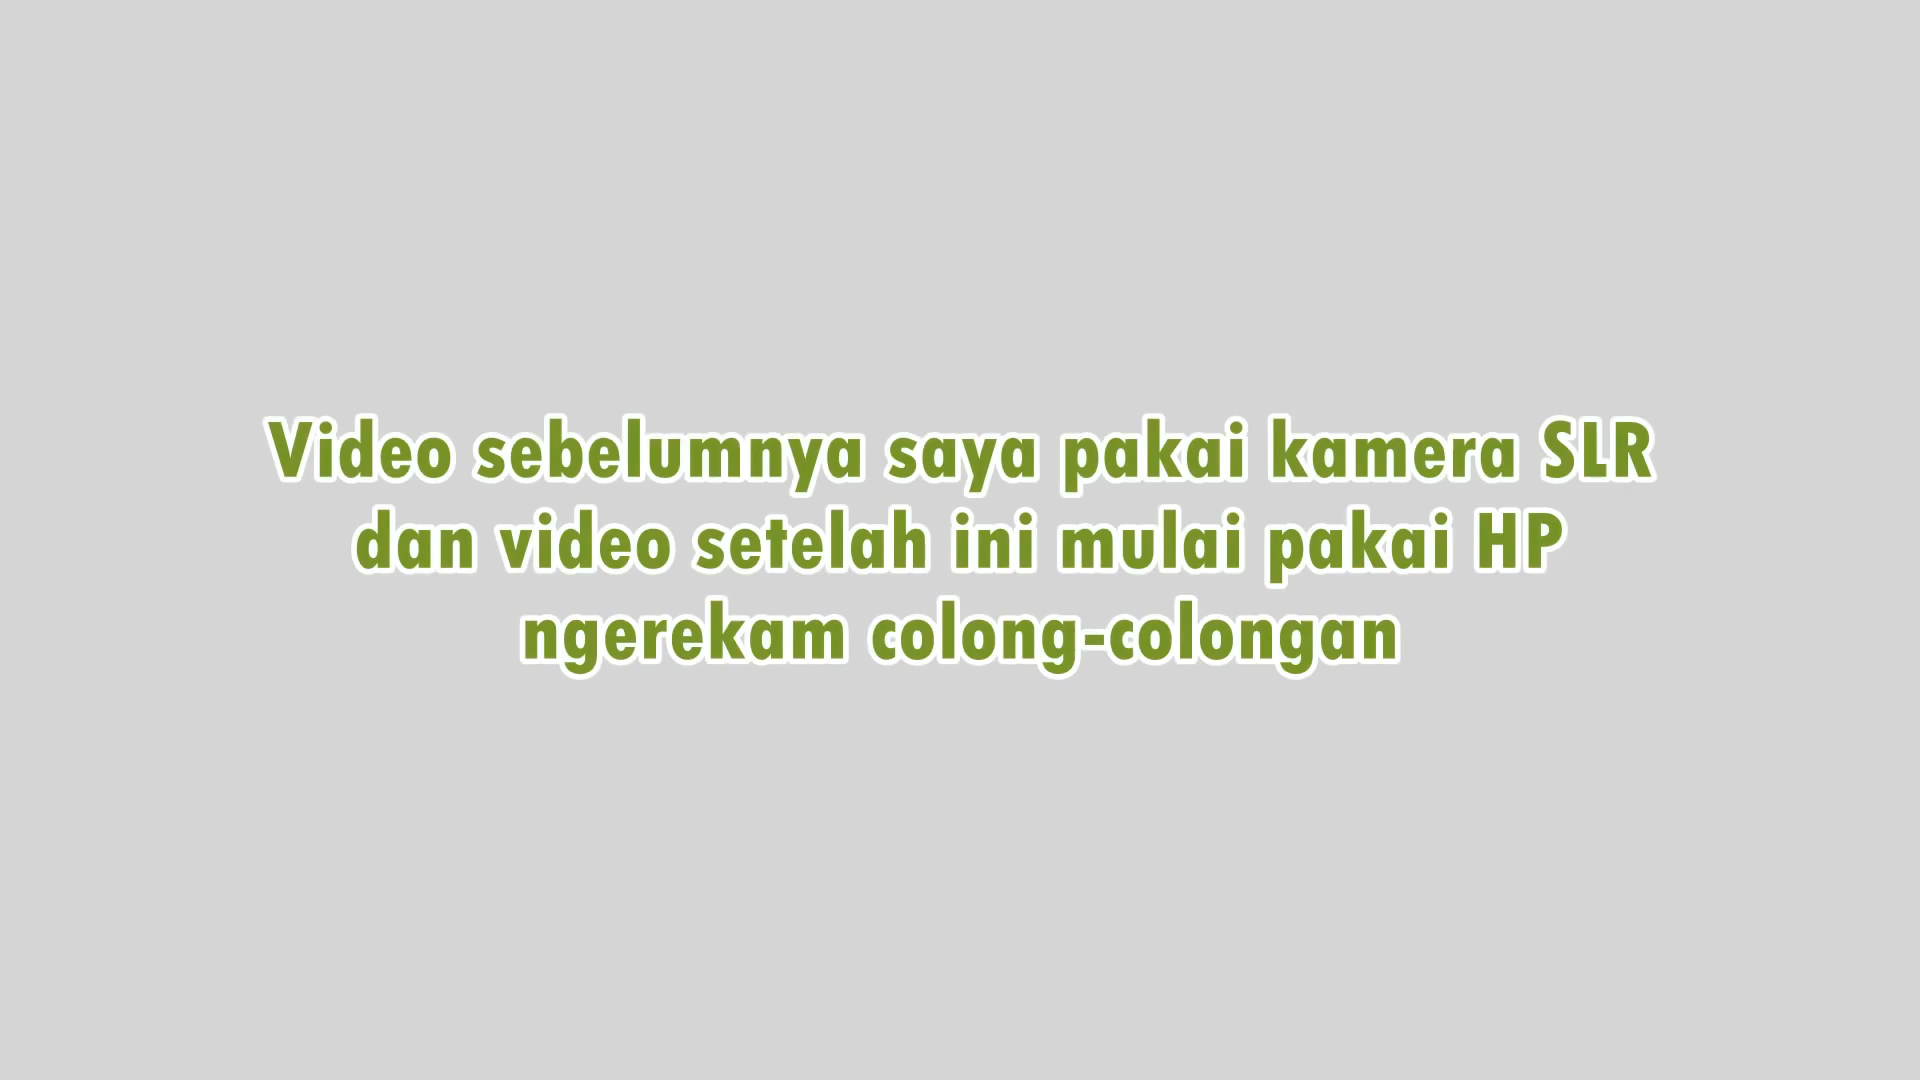 Video sebelumnya saya pakai kamera SLR
dan video setelah ini mulai pakai HP
ngerekam colong-colongan